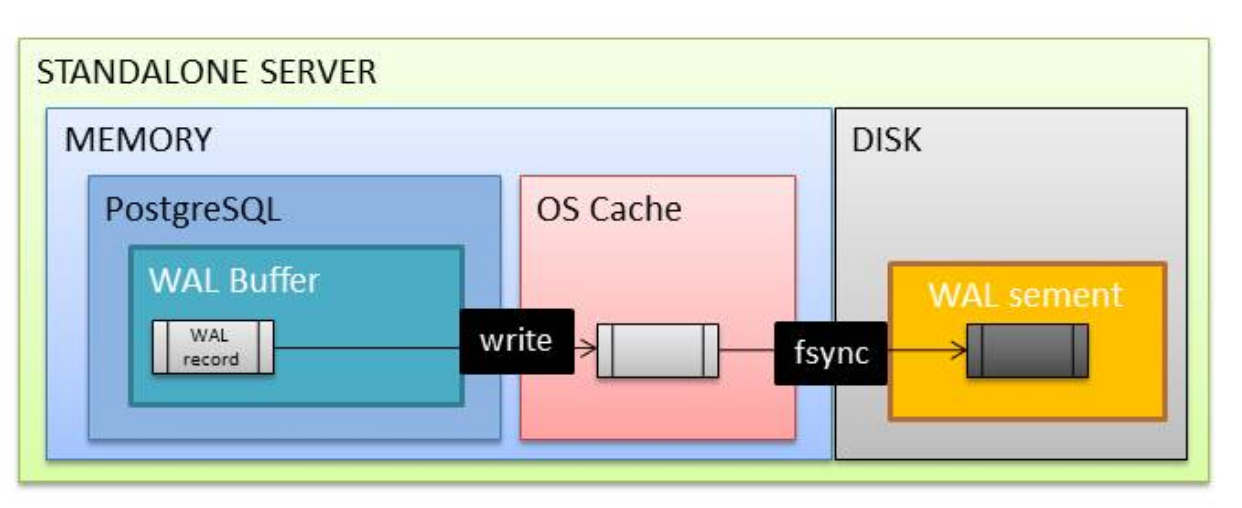 STANDALONE SERVER
MEMORY
DISK
PostgreSQL
OS Cache
WAL Buffer
WAL sement
WAL
record
write
fsync